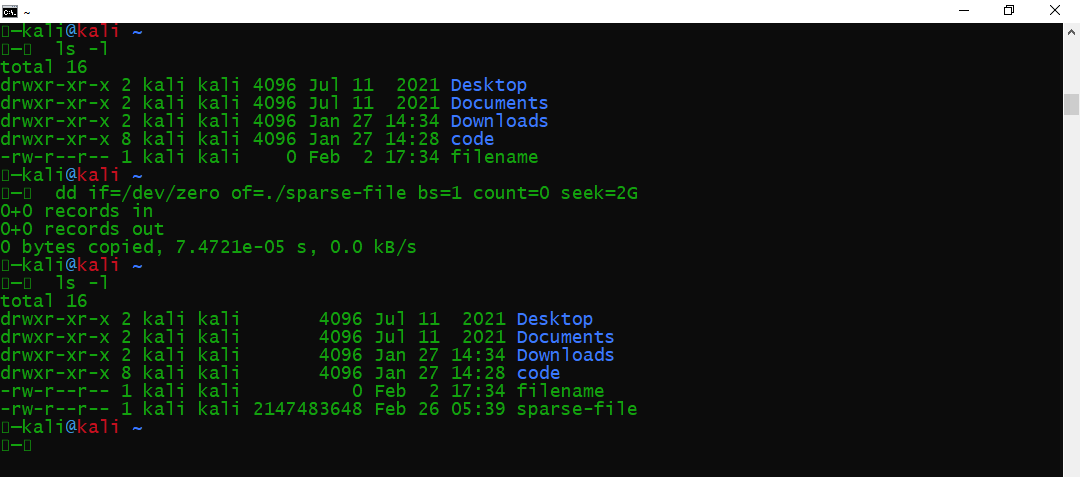 ~
▯─kali@kali ~
▯─▯  ls -l
total 16
drwxr-xr-x 2 kali kali 4096 Jul 11  2021 Desktop
drwxr-xr-x 2 kali kali 4096 Jul 11  2021 Documents
drwxr-xr-x 2 kali kali 4096 Jan 27 14:34 Downloads
drwxr-xr-x 8 kali kali 4096 Jan 27 14:28 code
-rw-r--r-- 1 kali kali    0 Feb  2 17:34 filename
▯─kali@kali ~
▯─▯  dd if=/dev/zero of=./sparse-file bs=1 count=0 seek=2G
0+0 records in
0+0 records out
0 bytes copied, 7.4721e-05 s, 0.0 kB/s
▯─kali@kali ~
▯─▯  ls -l
total 16
drwxr-xr-x 2 kali kali       4096 Jul 11  2021 Desktop
drwxr-xr-x 2 kali kali       4096 Jul 11  2021 Documents
drwxr-xr-x 2 kali kali       4096 Jan 27 14:34 Downloads
drwxr-xr-x 8 kali kali       4096 Jan 27 14:28 code
-rw-r--r-- 1 kali kali          0 Feb  2 17:34 filename
-rw-r--r-- 1 kali kali 2147483648 Feb 26 05:39 sparse-file
▯─kali@kali ~
▯─▯